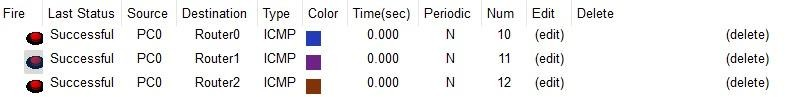 Fire Last Status Source Destination Type Color Time(sec) Periodic Num Edit Delete
Successful PC0 Router0 ICMP 0.000 N 10 (edit) (delete)
Successful PC0 Router1 ICMP 0.000 N 11 (edit) (delete)
Successful PC0 Router2 ICMP 0.000 N 12 (edit) (delete)